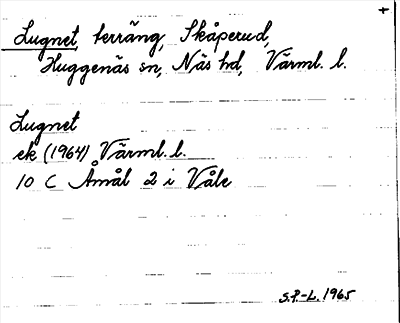 +
Lugnet, terräng, Skåperud,
Huggenäs sn, Näs hd, Värml. l.
Lugnet
ek (1964) Värml. l.
10 C Åmål 2 i Våle
S.P-L. 1965